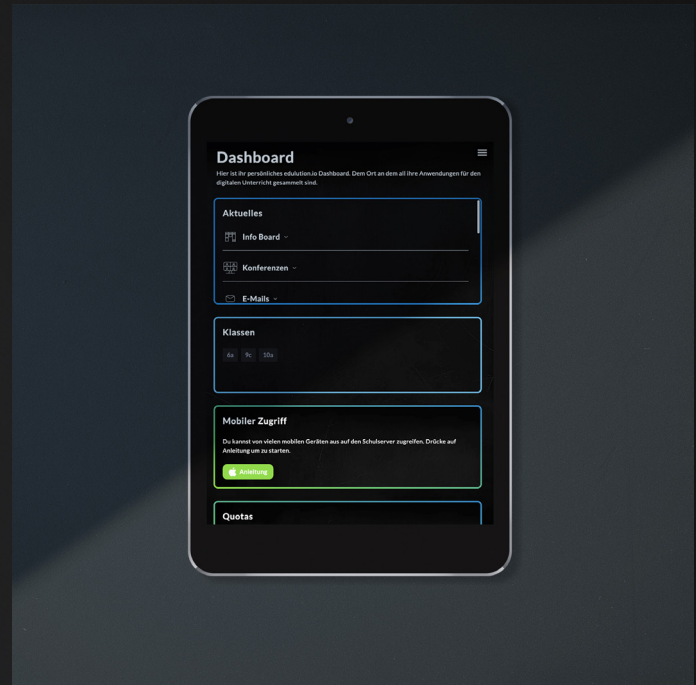 Dashboard
Hier ist ihr persönliches edulution.io Dashboard. Dem Ort an dem all ihre Anwendungen für den
digitalen Unterricht gesammelt sind.
Aktuelles
Info Board
Konferenzen
E-Mails
Klassen
6a 9c 10a
Mobiler Zugriff
Du kannst von vielen mobilen Geräten aus auf den Schulserver zugreifen. Drücke auf
Anleitung um zu starten.
Anleitung
Quotas